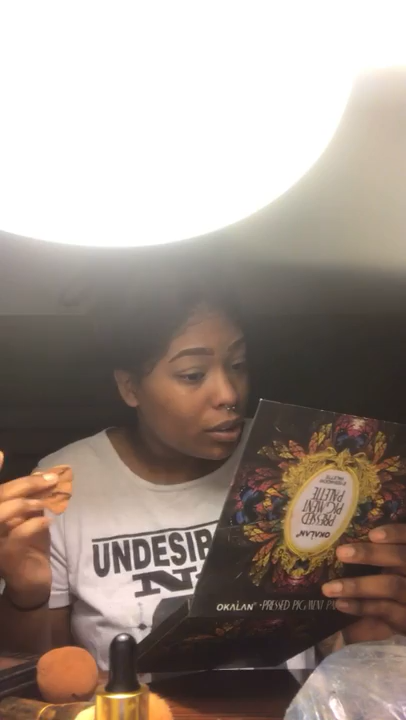 UNDESIR
N
OKALAN®
PRESSED
PIGMENT
PALETTE
OKALAN® • PRESSED PIGMENT PA